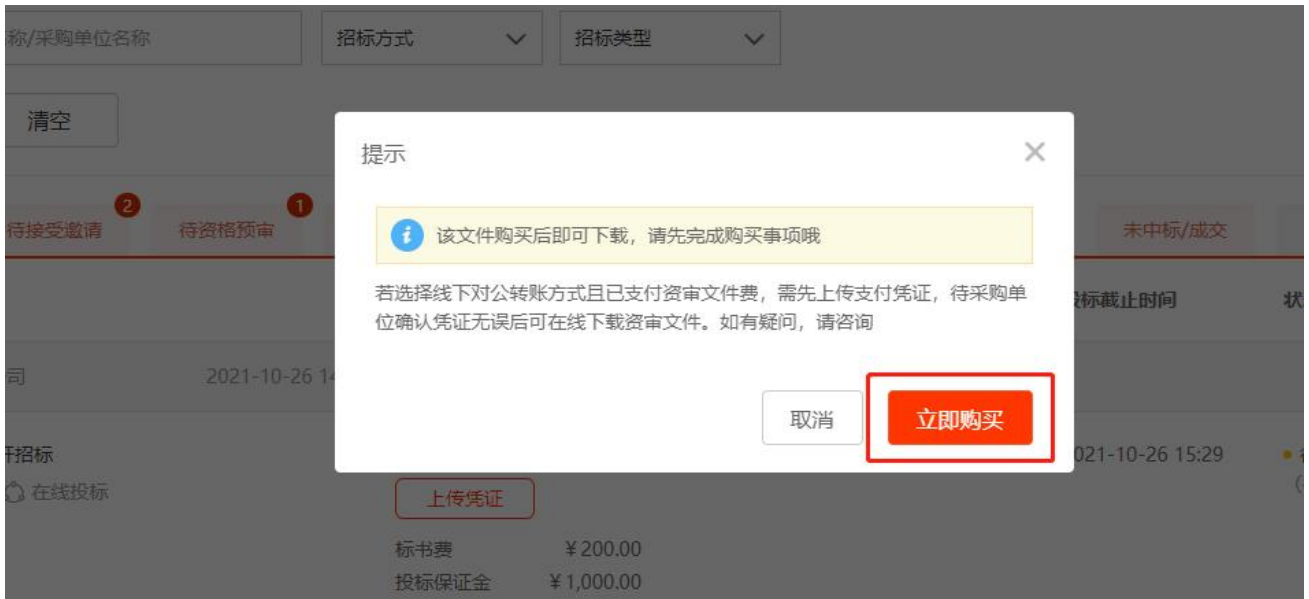 称/采购单位名称
招标方式
招标类型
清空
提示
该文件购买后即可下载，请先完成购买事项哦
若选择线下对公转账方式且已支付资审文件费，需先上传支付凭证，待采购单
位确认凭证无误后可在线下载资审文件。如有疑问，请咨询
取消
立即购买
待接受邀请
2
待资格预审
1
未中标/成交
标截止时间
状
司
2021-10-26 14
招标
021-10-26 15:29
在线投标
上传凭证
标书费
¥200.00
投标保证金
¥1,000.00